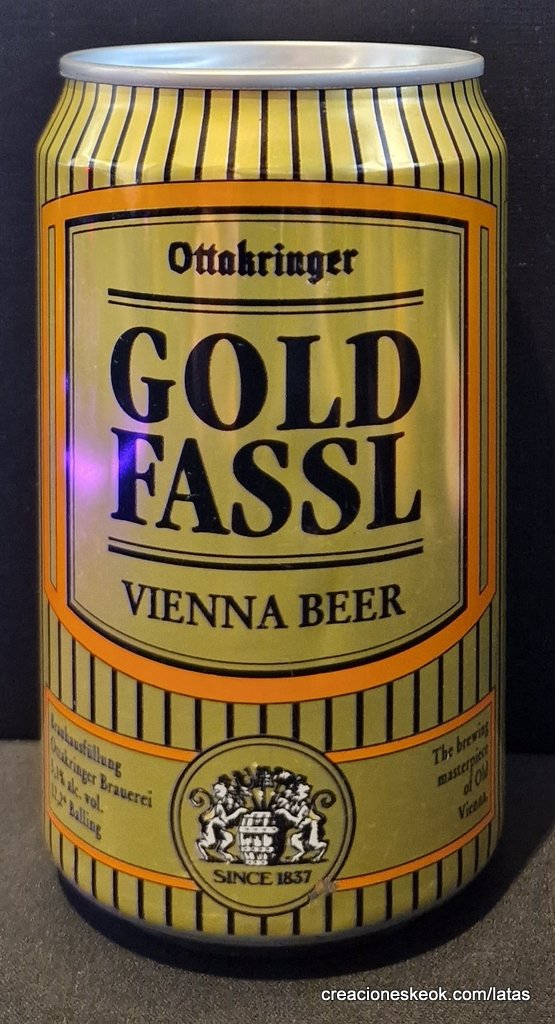 Ottakringer
GOLD
FASSL
VIENNA BEER
Brauhausfüllung
Ottakringer Brauerei
alc. vol.
Balling
The brewing
masterpiece
of Old
Vienna
SINCE 1837
creacioneskeok.com/latas